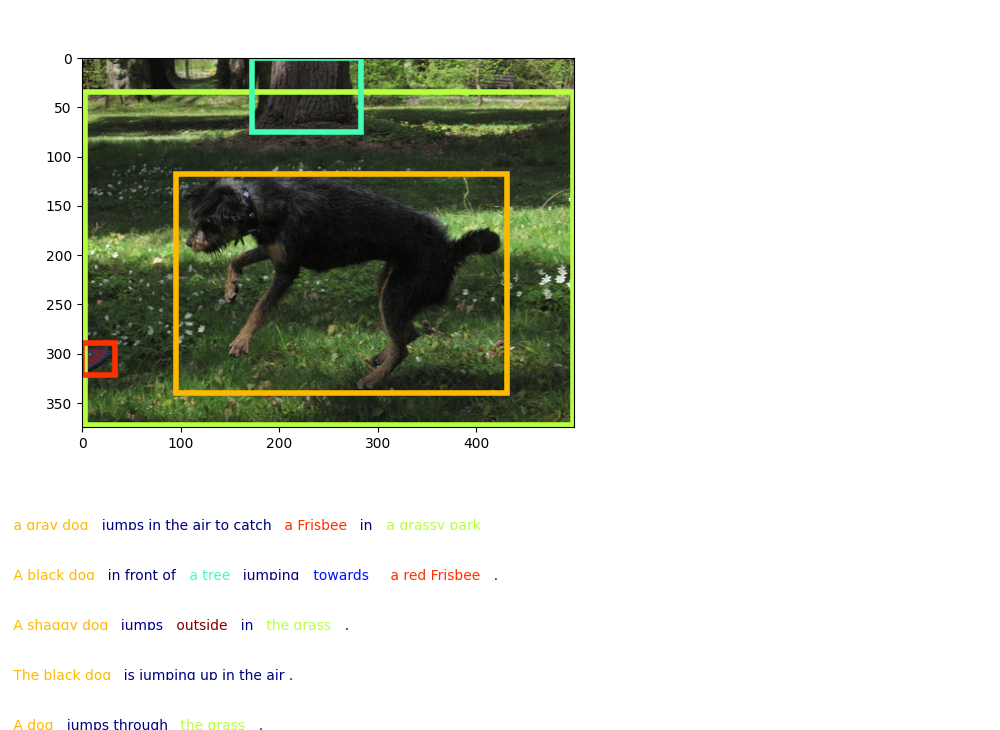 0
50
100
150
200
250
300
350
0 100 200 300 400
a gray dog jumps in the air to catch a Frisbee in a grassy park
A black dog in front of a tree jumping towards a red Frisbee .
A shaggy dog jumps outside in the grass .
The black dog is jumping up in the air .
A dog jumps through the grass .